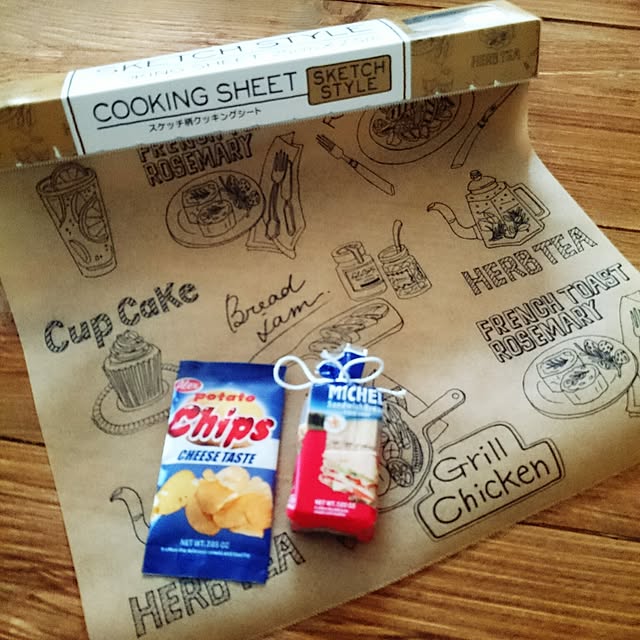 SKETCH STYLE
COOKING SHEET
SKETCH
STYLE
スケッチ柄クッキングシート
HERB TEA
FRENCH TOAST
ROSEMARY
HERB TEA
Cup Cake
Bread
Jam
FRENCH TOAST
ROSEMARY
potato
Chips
CHEESE TASTE
MICHEL
Grill
Chicken
HERB TEA